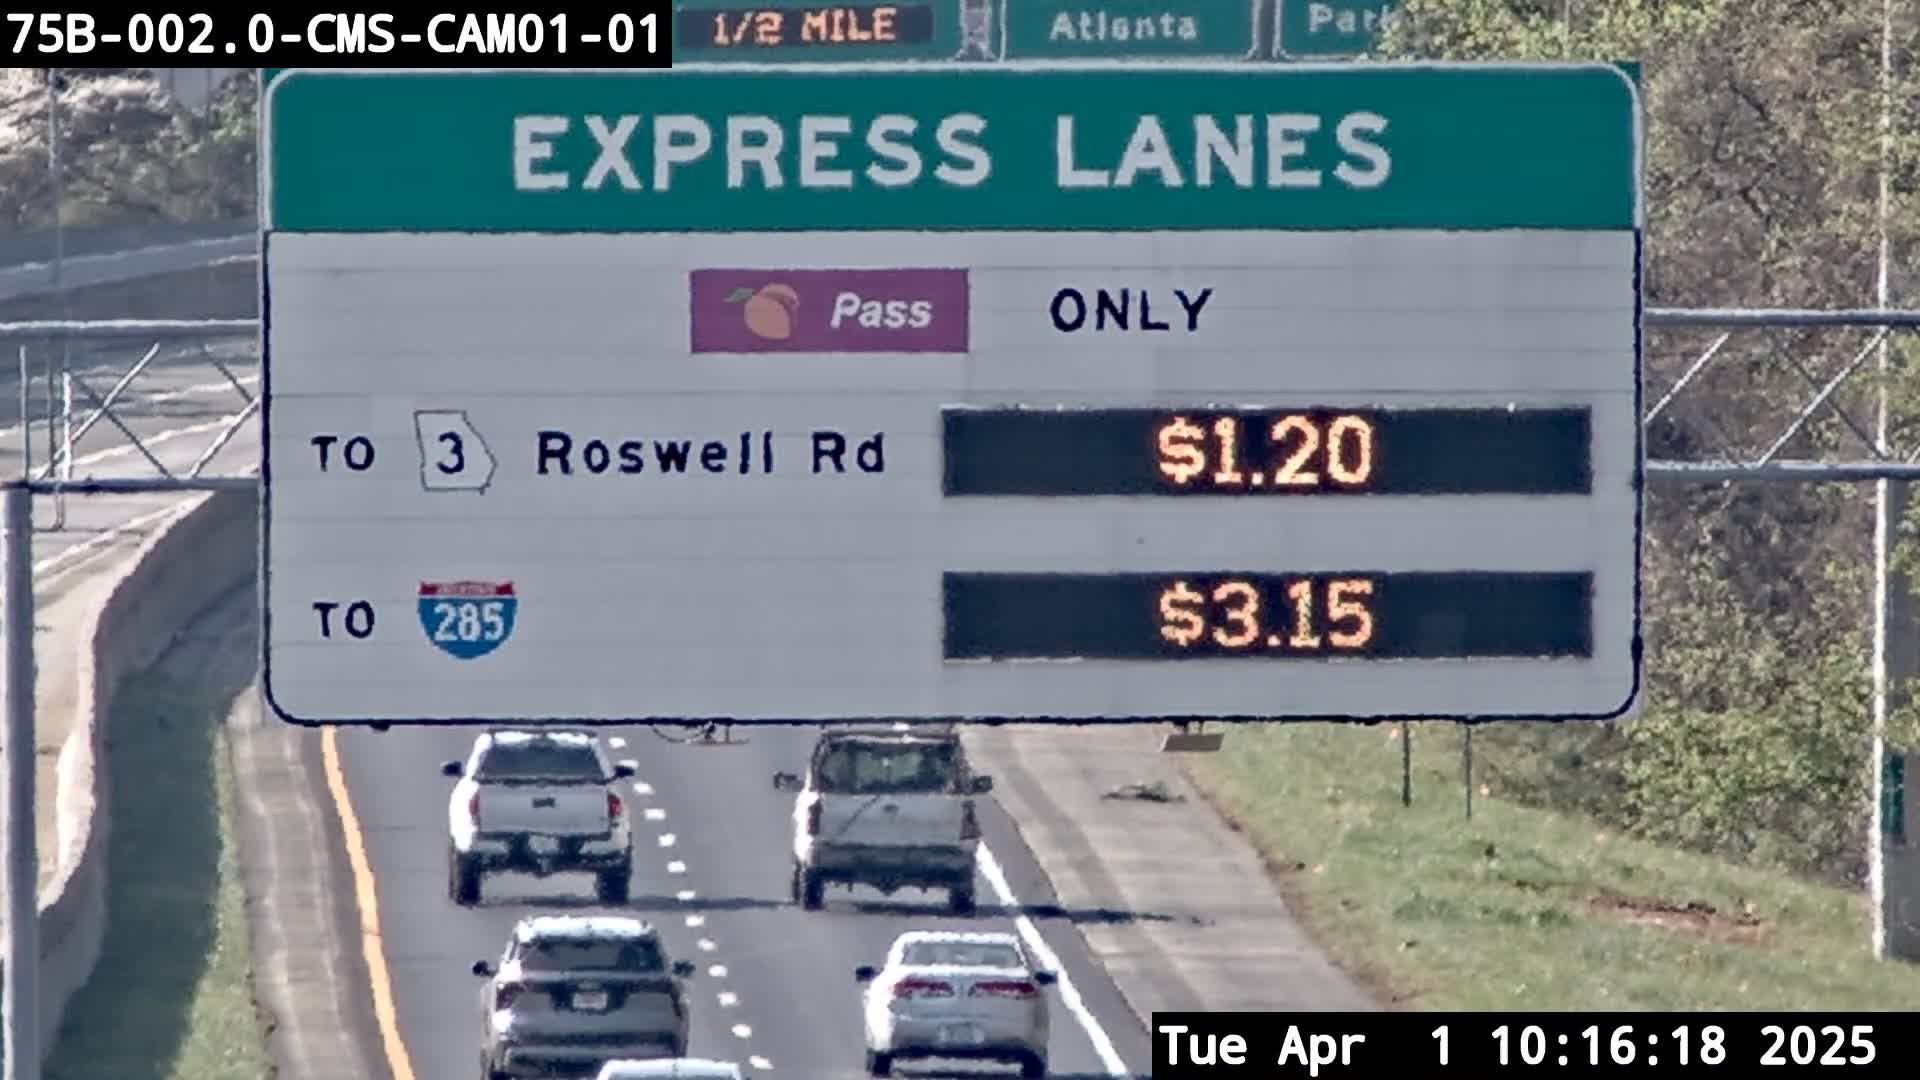 75B-002.0-CMS-CAM01-01
1/2 MILE
Atlanta
EXPRESS LANES
Pass ONLY
TO 3 Roswell Rd $1.20
TO 285 $3.15
Tue Apr 1 10:16:18 2025